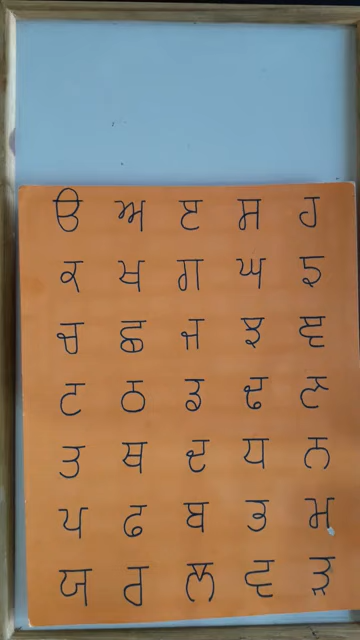 ੳ ਅ ੲ ਸ ਹ
ਕ ਖ ਗ ਘ ਙ
ਚ ਛ ਜ ਝ ਞ
ਟ ਠ ਡ ਢ ਣ
ਤ ਥ ਦ ਧ ਨ
ਪ ਫ ਬ ਭ ਮ
ਯ ਰ ਲ ਵ ੜ